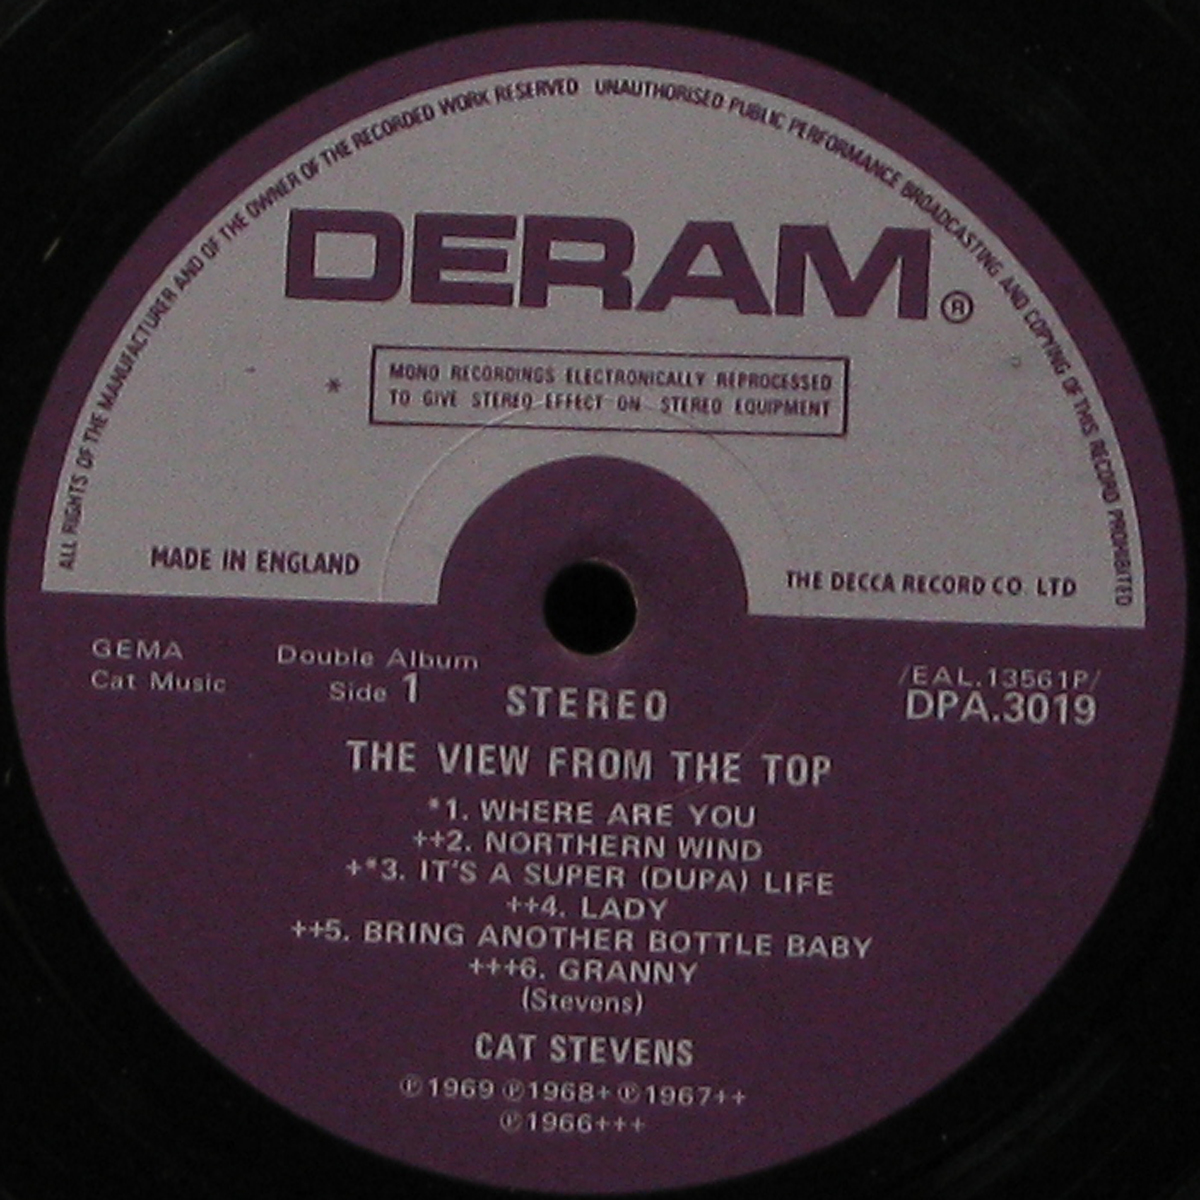 ALL RIGHTS OF THE MANUFACTURER AND OF THE OWNER OF THE RECORDED WORK RESERVED UNAUTHORISED PUBLIC PERFORMANCE BROADCASTING AND COPYING OF THIS RECORD PROHIBITED
DERAM®
* MONO RECORDINGS ELECTRONICALLY REPROCESSED
TO GIVE STEREO EFFECT ON STEREO EQUIPMENT
MADE IN ENGLAND
THE DECCA RECORD CO. LTD
GEMA
Cat Music
Double Album
Side 1
STEREO
/EAL.13561P/
DPA.3019
THE VIEW FROM THE TOP
*1. WHERE ARE YOU
++2. NORTHERN WIND
+*3. IT'S A SUPER (DUPA) LIFE
++4. LADY
++5. BRING ANOTHER BOTTLE BABY
+++6. GRANNY
(Stevens)
CAT STEVENS
℗1969 ℗1968+ ℗1967++
℗1966+++